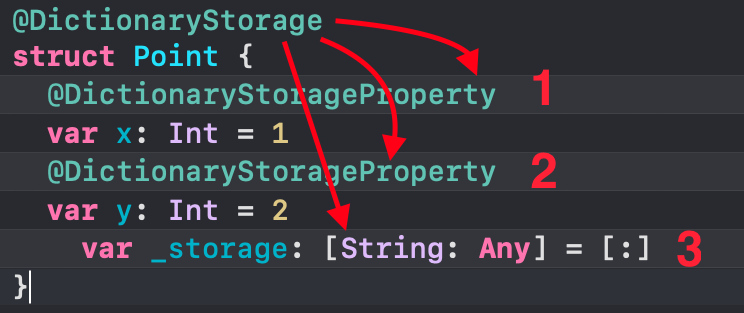 @DictionaryStorage
struct Point {
@DictionaryStorageProperty 1
var x: Int = 1
@DictionaryStorageProperty 2
var y: Int = 2
var _storage: [String: Any] = [:] 3
}